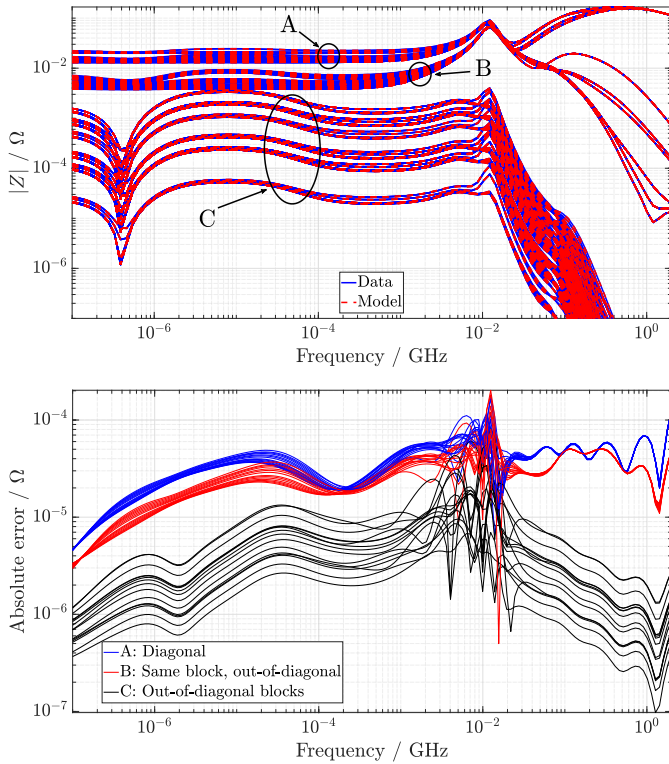 A
B
C
10^{-2}
10^{-4}
10^{-6}
|Z| / Ω
Data
Model
10^{-6} 10^{-4} 10^{-2} 10^{0}
Frequency / GHz
10^{-4}
10^{-5}
10^{-6}
10^{-7}
Absolute error / Ω
A: Diagonal
B: Same block, out-of-diagonal
C: Out-of-diagonal blocks
10^{-6} 10^{-4} 10^{-2} 10^{0}
Frequency / GHz